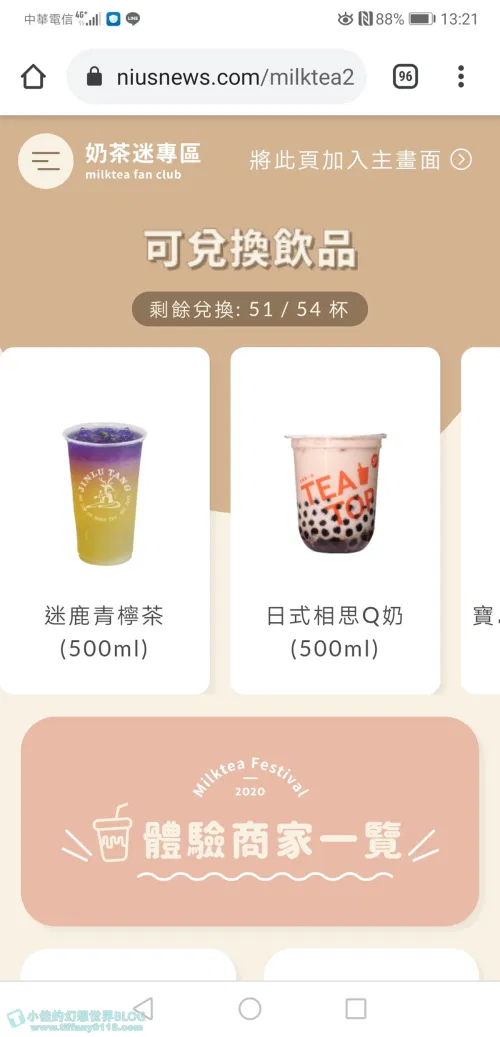 中華電信 4G+ LINE 88% 13:21
niusnews.com/milktea2 96
奶茶迷專區
milktea fan club
將此頁加入主畫面
可兌換飲品
剩餘兌換: 51 / 54 杯
JINLU TANG
TEA
TOP
迷鹿青檸茶
(500ml)
日式相思Q奶
(500ml)
寶
Milktea Festival
2020
體驗商家一覽
小佳的幻想世界BLOG
www.tiffany0118.com